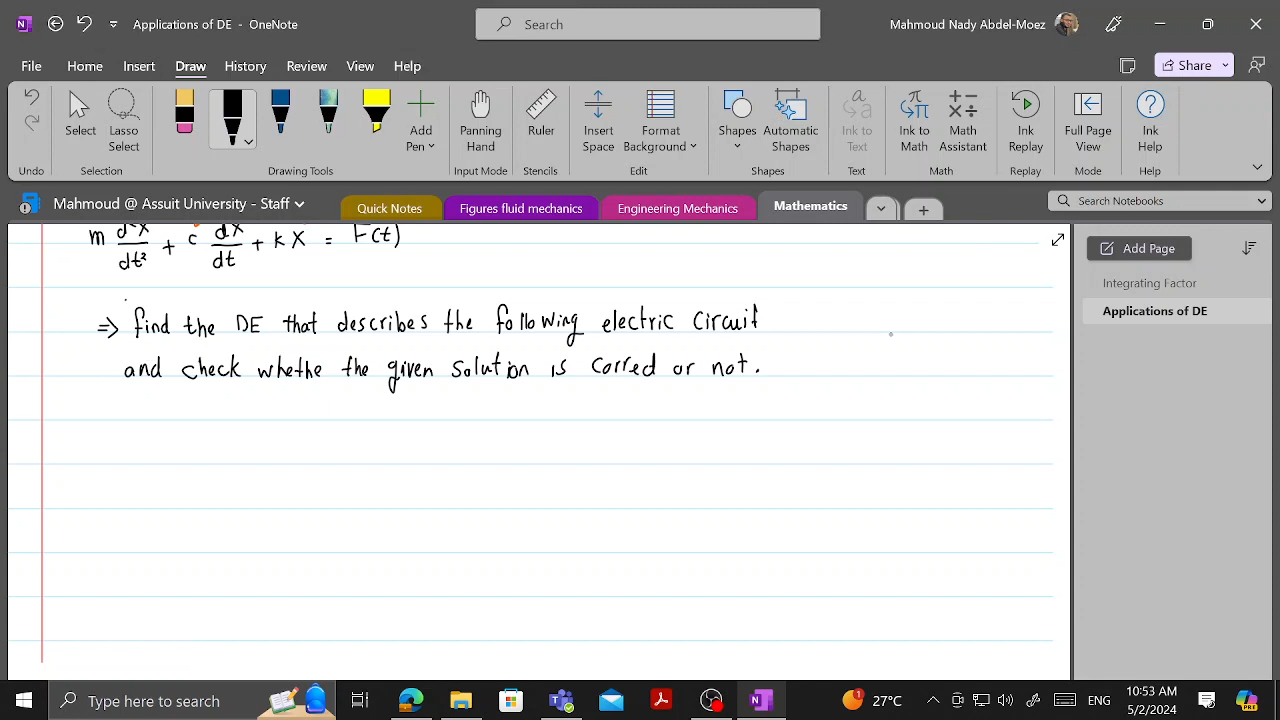 Applications of DE - OneNote
Search
Mahmoud Nady Abdel-Moez
File Home Insert Draw History Review View Help
Share
Select
Lasso Select
Add Pen
Panning Hand
Ruler
Insert Space
Format Background
Shapes
Automatic Shapes
Ink to Text
Ink to Math
Math Assistant
Ink Replay
Full Page View
Ink Help
Undo Selection Drawing Tools Input Mode Stencils Edit Shapes Math Replay Mode Help
Mahmoud @ Assuit University - Staff
Quick Notes Figures fluid mechanics Engineering Mechanics Mathematics
Search Notebooks
Add Page
Integrating Factor
Applications of DE
m d²X/dt² + c dX/dt + k X = F(t)
⇒ find the DE that describes the following electric circuit
and check whethe the given solution is corred or not.
Type here to search
27°C
ENG
10:53 AM
5/2/2024
PRE